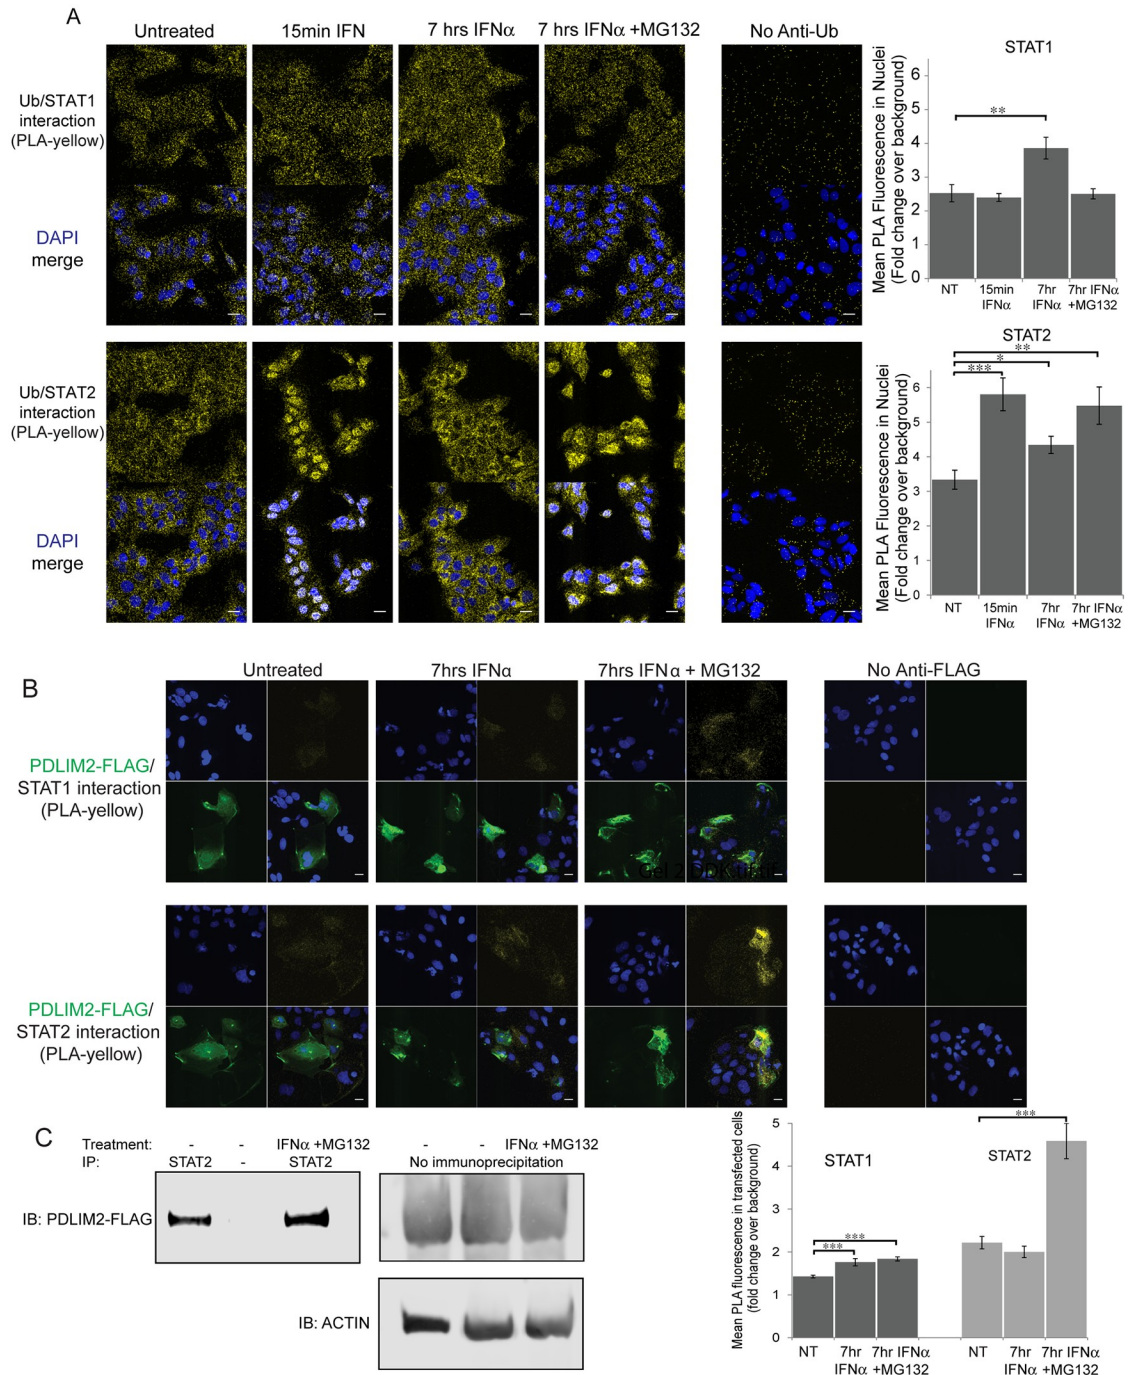 A
Untreated
15min IFN
7 hrs IFNα
7 hrs IFNα +MG132
No Anti-Ub
Ub/STAT1
interaction
(PLA-yellow)
DAPI
merge
STAT1
Mean PLA Fluorescence in Nuclei
(Fold change over background)
6
5
4
3
2
1
0
**
NT
15min
IFNα
7hr
IFNα
7hr IFNα
+MG132
Ub/STAT2
interaction
(PLA-yellow)
DAPI
merge
STAT2
Mean PLA Fluorescence in Nuclei
(Fold change over background)
6
5
4
3
2
1
0
**
*
***
NT
15min
IFNα
7hr
IFNα
7hr IFNα
+MG132
B
Untreated
7hrs IFNα
7hrs IFNα + MG132
No Anti-FLAG
PDLIM2-FLAG/
STAT1 interaction
(PLA-yellow)
Gel 2 DDK.tif.tif
PDLIM2-FLAG/
STAT2 interaction
(PLA-yellow)
C
Treatment: - - IFNα +MG132
IP: STAT2 - STAT2
IB: PDLIM2-FLAG
- - IFNα +MG132
No immunoprecipitation
IB: ACTIN
Mean PLA fluorescence in transfected cells
(fold change over background)
5
4
3
2
1
0
STAT1
***
***
STAT2
***
NT
7hr
IFNα
7hr IFNα
+MG132
NT
7hr
IFNα
7hr IFNα
+MG132